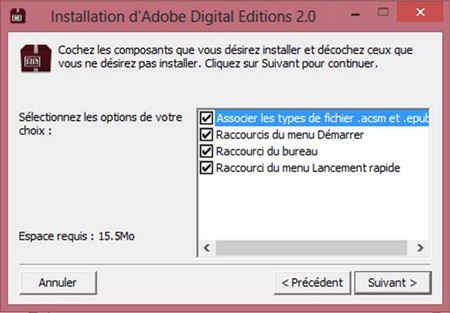 Installation d'Adobe Digital Editions 2.0
Cochez les composants que vous désirez installer et décochez ceux que
vous ne désirez pas installer. Cliquez sur Suivant pour continuer.
Sélectionnez les options de votre
choix :
Associer les types de fichier .acsm et .epub
Raccourcis du menu Démarrer
Raccourci du bureau
Raccourci du menu Lancement rapide
Espace requis : 15.5Mo
Annuler
< Précédent
Suivant >